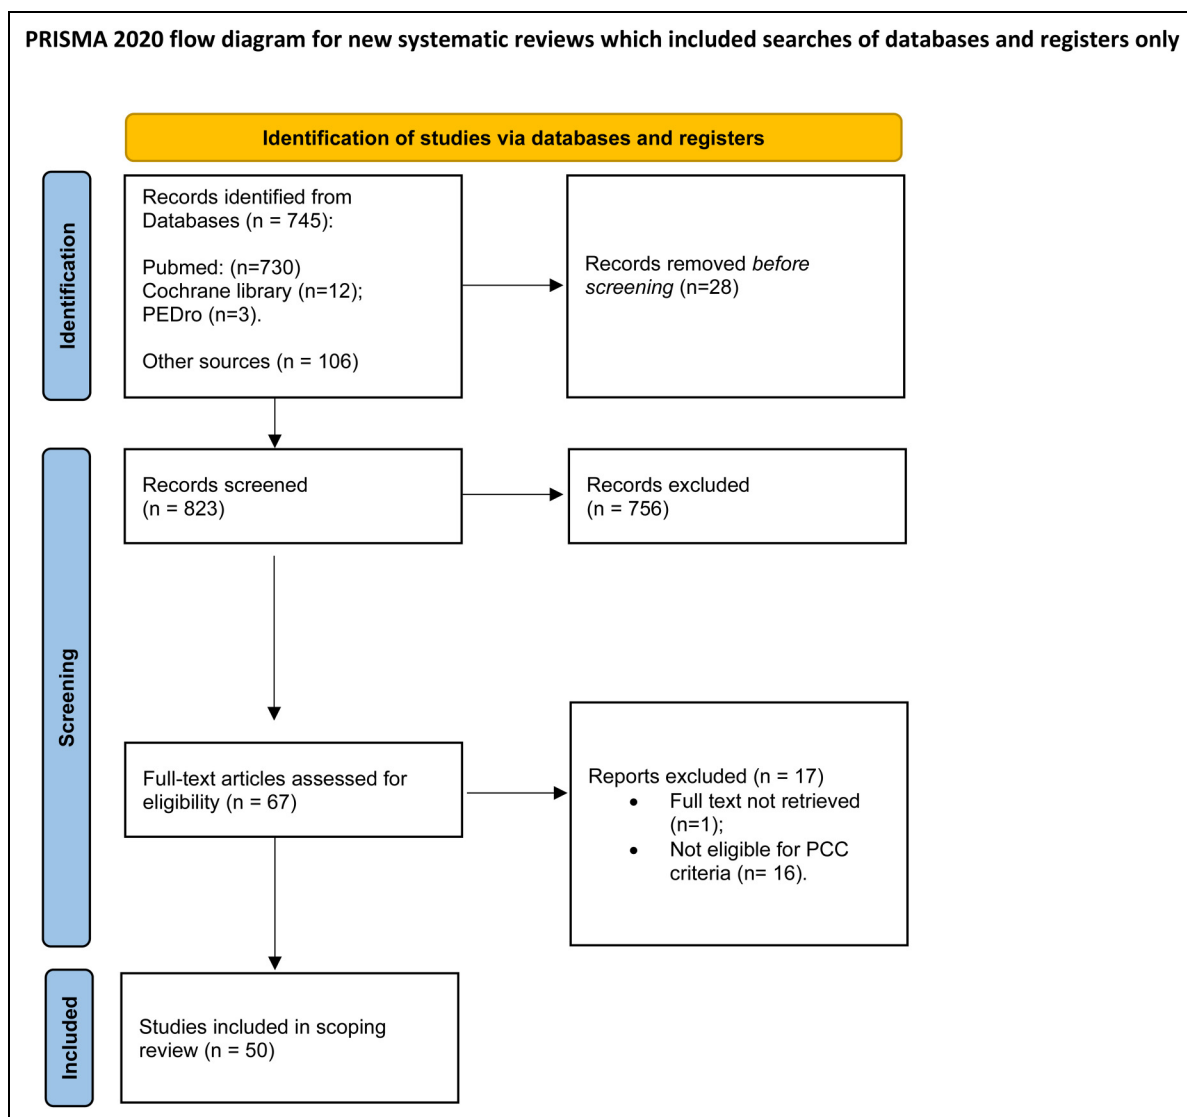 PRISMA 2020 flow diagram for new systematic reviews which included searches of databases and registers only
Identification of studies via databases and registers
Identification
Records identified from
Databases (n = 745):
Pubmed: (n=730)
Cochrane library (n=12);
PEDro (n=3).
Other sources (n = 106)
Records removed before
screening (n=28)
Screening
Records screened
(n = 823)
Records excluded
(n = 756)
Full-text articles assessed for
eligibility (n = 67)
Reports excluded (n = 17)
• Full text not retrieved
(n=1);
• Not eligible for PCC
criteria (n= 16).
Included
Studies included in scoping
review (n = 50)